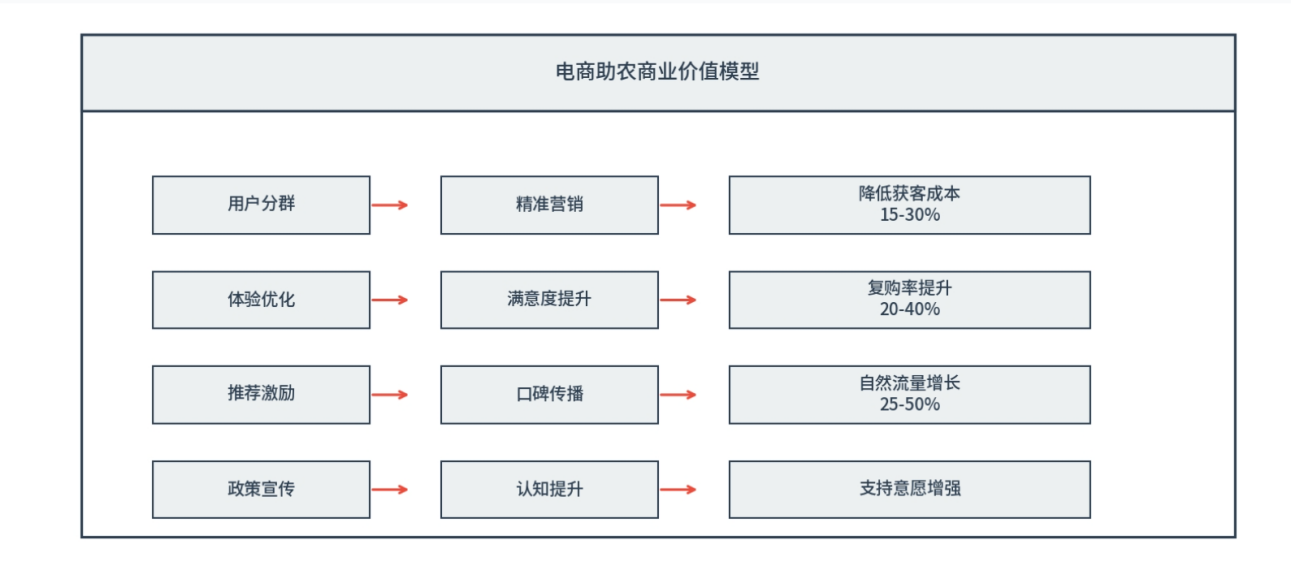 电商助农商业价值模型
用户分群
精准营销
降低获客成本
15-30%
体验优化
满意度提升
复购率提升
20-40%
推荐激励
口碑传播
自然流量增长
25-50%
政策宣传
认知提升
支持意愿增强